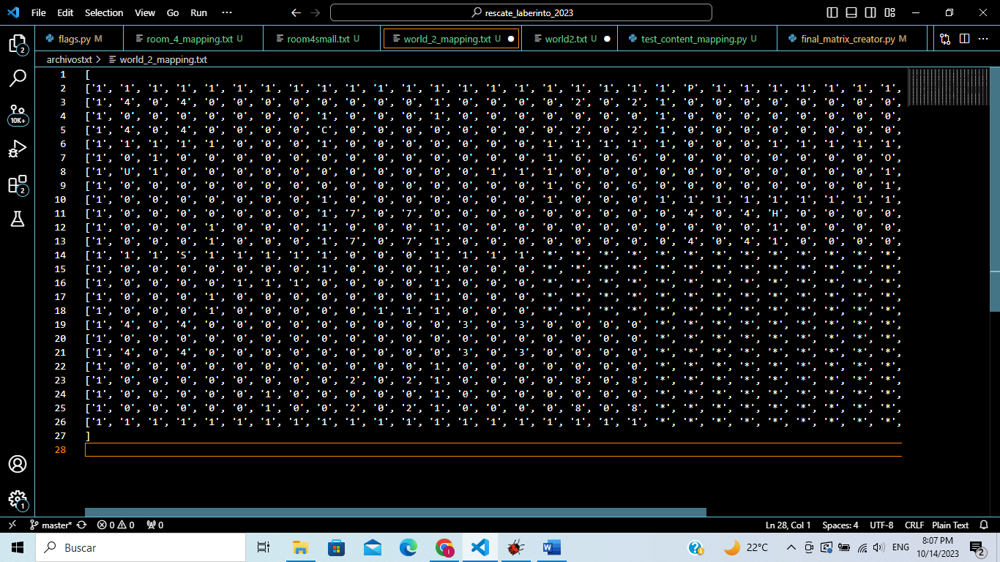 File Edit Selection View Go Run ··· rescate_laberinto_2023
flags.py M room_4_mapping.txt U room4small.txt U world_2_mapping.txt U world2.txt U test_content_mapping.py U final_matrix_creator.py M
archivostxt > world_2_mapping.txt
1 [
2 ['1', '1', '1', '1', '1', '1', '1', '1', '1', '1', '1', '1', '1', '1', '1', '1', '1', '1', '1', '1', '1', 'P', '1', '1', '1', '1', '1', '1', '1',
3 ['1', '4', '0', '4', '0', '0', '0', '0', '0', '0', '0', '0', '1', '0', '0', '0', '0', '2', '0', '2', '1', '0', '0', '0', '0', '0', '0', '0', '0',
4 ['1', '0', '0', '0', '0', '0', '0', '0', '1', '0', '0', '0', '1', '0', '0', '0', '0', '0', '0', '0', '1', '0', '0', '0', '0', '0', '0', '0', '0',
5 ['1', '4', '0', '4', '0', '0', '0', '0', 'C', '0', '0', '0', '0', '0', '0', '0', '0', '2', '0', '2', '1', '0', '0', '0', '0', '0', '0', '0', '0',
6 ['1', '1', '1', '1', '1', '0', '0', '0', '1', '0', '0', '0', '0', '0', '0', '0', '1', '1', '1', '1', '1', '0', '0', '0', '1', '1', '1', '1', '1',
7 ['1', '0', '1', '0', '0', '0', '0', '0', '0', '0', '0', '0', '0', '0', '0', '0', '1', '6', '0', '6', '0', '0', '0', '0', '0', '0', '0', '0', 'O',
8 ['1', 'U', '1', '0', '0', '0', '0', '0', '0', '0', '0', '0', '0', '0', '1', '1', '1', '0', '0', '0', '0', '0', '0', '0', '0', '0', '0', '0', '1',
9 ['1', '0', '0', '0', '0', '0', '0', '0', '0', '0', '0', '0', '0', '0', '0', '0', '1', '6', '0', '6', '0', '0', '0', '0', '0', '0', '0', '0', '1',
10 ['1', '0', '0', '0', '0', '0', '0', '0', '1', '0', '0', '0', '0', '0', '0', '0', '1', '0', '0', '0', '1', '1', '1', '1', '1', '1', '1', '1', '1',
11 ['1', '0', '0', '0', '0', '0', '0', '0', '1', '7', '0', '7', '0', '0', '0', '0', '0', '0', '0', '0', '0', '4', '0', '4', 'H', '0', '0', '0', '0',
12 ['1', '0', '0', '0', '1', '0', '0', '0', '1', '0', '0', '0', '1', '0', '0', '0', '0', '0', '0', '0', '0', '0', '0', '0', '1', '0', '0', '0', '0',
13 ['1', '0', '0', '0', '1', '0', '0', '0', '1', '7', '0', '7', '1', '0', '0', '0', '0', '0', '0', '0', '0', '4', '0', '4', '1', '0', '0', '0', '0',
14 ['1', '1', '1', 'S', '1', '1', '1', '1', '1', '0', '0', '0', '1', '1', '1', '1', '*', '*', '*', '*', '*', '*', '*', '*', '*', '*', '*', '*', '*',
15 ['1', '0', '0', '0', '0', '0', '0', '0', '1', '0', '0', '0', '1', '0', '0', '0', '*', '*', '*', '*', '*', '*', '*', '*', '*', '*', '*', '*', '*',
16 ['1', '0', '0', '0', '0', '1', '1', '1', '0', '0', '0', '0', '1', '0', '0', '0', '*', '*', '*', '*', '*', '*', '*', '*', '*', '*', '*', '*', '*',
17 ['1', '0', '0', '0', '1', '0', '0', '0', '0', '0', '0', '0', '1', '0', '0', '0', '*', '*', '*', '*', '*', '*', '*', '*', '*', '*', '*', '*', '*',
18 ['1', '0', '0', '0', '1', '0', '0', '0', '0', '0', '1', '1', '1', '0', '0', '0', '*', '*', '*', '*', '*', '*', '*', '*', '*', '*', '*', '*', '*',
19 ['1', '4', '0', '4', '0', '0', '0', '0', '0', '0', '0', '0', '0', '3', '0', '3', '0', '0', '0', '0', '*', '*', '*', '*', '*', '*', '*', '*', '*',
20 ['1', '0', '0', '0', '0', '0', '0', '0', '0', '0', '0', '0', '0', '0', '0', '0', '0', '0', '0', '0', '*', '*', '*', '*', '*', '*', '*', '*', '*',
21 ['1', '4', '0', '4', '0', '0', '0', '0', '0', '0', '0', '0', '0', '3', '0', '3', '0', '0', '0', '0', '*', '*', '*', '*', '*', '*', '*', '*', '*',
22 ['1', '0', '0', '0', '0', '0', '0', '0', '0', '0', '0', '0', '1', '0', '0', '0', '0', '0', '0', '0', '*', '*', '*', '*', '*', '*', '*', '*', '*',
23 ['1', '0', '0', '0', '0', '0', '0', '0', '0', '2', '0', '2', '1', '0', '0', '0', '0', '8', '0', '8', '*', '*', '*', '*', '*', '*', '*', '*', '*',
24 ['1', '0', '0', '0', '0', '0', '1', '0', '0', '0', '0', '0', '1', '0', '0', '0', '0', '0', '0', '0', '*', '*', '*', '*', '*', '*', '*', '*', '*',
25 ['1', '0', '0', '0', '0', '0', '1', '0', '0', '2', '0', '2', '1', '0', '0', '0', '0', '8', '0', '8', '*', '*', '*', '*', '*', '*', '*', '*', '*',
26 ['1', '1', '1', '1', '1', '1', '1', '1', '1', '1', '1', '1', '1', '1', '1', '1', '1', '1', '1', '1', '*', '*', '*', '*', '*', '*', '*', '*', '*',
27 ]
28
2
10K+
2
1
master* 0 0 0 Ln 28, Col 1 Spaces: 4 UTF-8 CRLF Plain Text
Buscar 22°C ENG 8:07 PM
10/14/2023 2